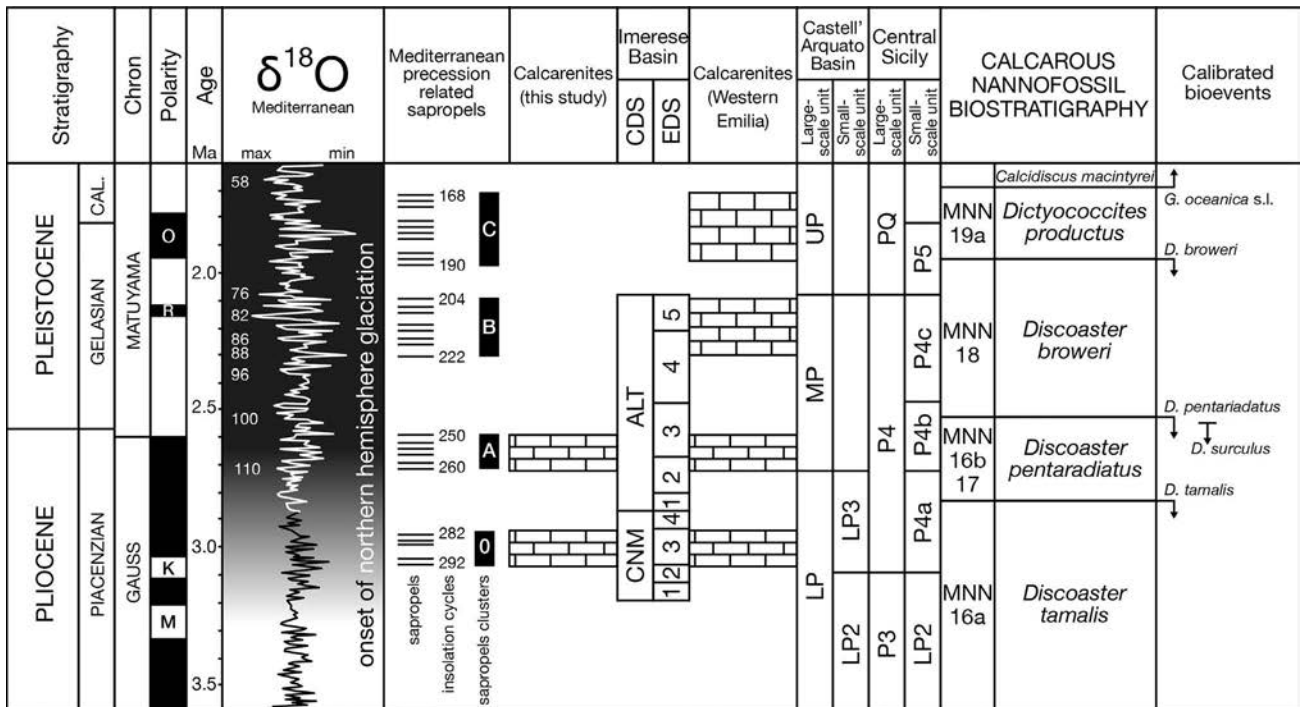 Stratigraphy
Chron
Polarity
Age
Ma
δ18O
Mediterranean
max min
Mediterranean
precession
related
sapropels
Calcarenites
(this study)
Imerese
Basin
CDS
EDS
Calcarenites
(Western
Emilia)
Castell'
Arquato
Basin
Large-
scale unit
Small-
scale unit
Central
Sicily
Large-
scale unit
Small-
scale unit
CALCAROUS
NANNOFOSSIL
BIOSTRATIGRAPHY
Calibrated
bioevents
PLEISTOCENE
PLIOCENE
CAL.
GELASIAN
PIACENZIAN
MATUYAMA
GAUSS
O
R
K
M
2.0
2.5
3.0
3.5
58
76
82
86
88
96
100
110
onset of northern hemisphere glaciation
168
190
204
222
250
260
282
292
C
B
A
0
sapropels
insolation cycles
sapropels clusters
ALT
CNM
5
4
3
2
1
4
3
2
1
UP
MP
LP
LP3
LP2
PQ
P4
P3
P5
P4c
P4b
P4a
LP2
Calcidiscus macintyrei
MNN
19a
Dictyococcites
productus
MNN
18
Discoaster
broweri
MNN
16b
17
Discoaster
pentaradiatus
MNN
16a
Discoaster
tamalis
G. oceanica s.l.
D. broweri
D. pentariadatus
D. surculus
D. tamalis